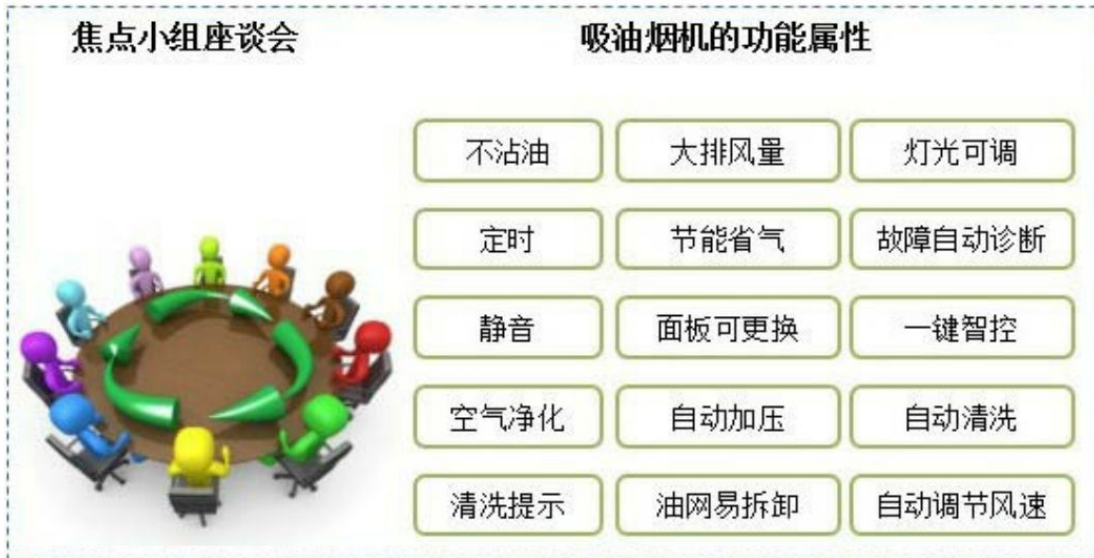 焦点小组座谈会
吸油烟机的功能属性
不沾油 大排风量 灯光可调
定时 节能省气 故障自动诊断
静音 面板可更换 一键智控
空气净化 自动加压 自动清洗
清洗提示 油网易拆卸 自动调节风速